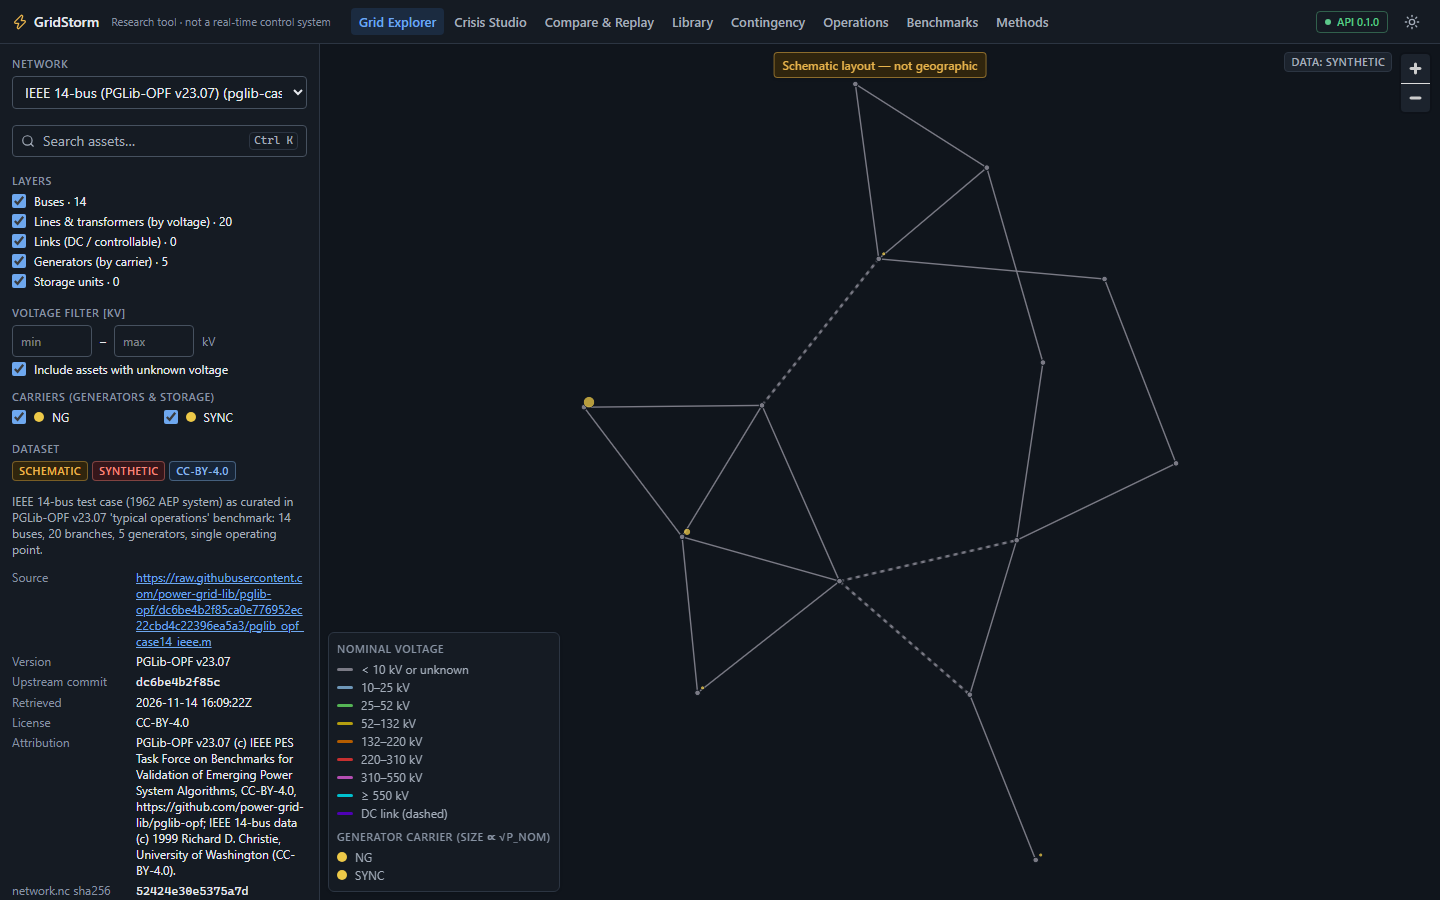 GridStorm Research tool · not a real-time control system Grid Explorer Crisis Studio Compare & Replay Library Contingency Operations Benchmarks Methods API 0.1.0
NETWORK
IEEE 14-bus (PGLib-OPF v23.07) (pglib-cas
Search assets... Ctrl K
LAYERS
Buses · 14
Lines & transformers (by voltage) · 20
Links (DC / controllable) · 0
Generators (by carrier) · 5
Storage units · 0
VOLTAGE FILTER [KV]
min – max kV
Include assets with unknown voltage
CARRIERS (GENERATORS & STORAGE)
NG SYNC
DATASET
SCHEMATIC SYNTHETIC CC-BY-4.0
IEEE 14-bus test case (1962 AEP system) as curated in
PGLib-OPF v23.07 'typical operations' benchmark: 14
buses, 20 branches, 5 generators, single operating
point.
Source https://raw.githubusercontent.c
om/power-grid-lib/pglib-
opf/dc6be4b2f85ca0e776952ec
22cbd4c22396ea5a3/pglib_opf_
case14_ieee.m
Version PGLib-OPF v23.07
Upstream commit dc6be4b2f85c
Retrieved 2026-11-14 16:09:22Z
License CC-BY-4.0
Attribution PGLib-OPF v23.07 (c) IEEE PES
Task Force on Benchmarks for
Validation of Emerging Power
System Algorithms, CC-BY-4.0,
https://github.com/power-grid-
lib/pglib-opf; IEEE 14-bus data
(c) 1999 Richard D. Christie,
University of Washington (CC-
BY-4.0).
network.nc sha256 52424e30e5375a7d
Schematic layout — not geographic
DATA: SYNTHETIC
+
−
NOMINAL VOLTAGE
< 10 kV or unknown
10–25 kV
25–52 kV
52–132 kV
132–220 kV
220–310 kV
310–550 kV
≥ 550 kV
DC link (dashed)
GENERATOR CARRIER (SIZE ∝ √P_NOM)
NG
SYNC